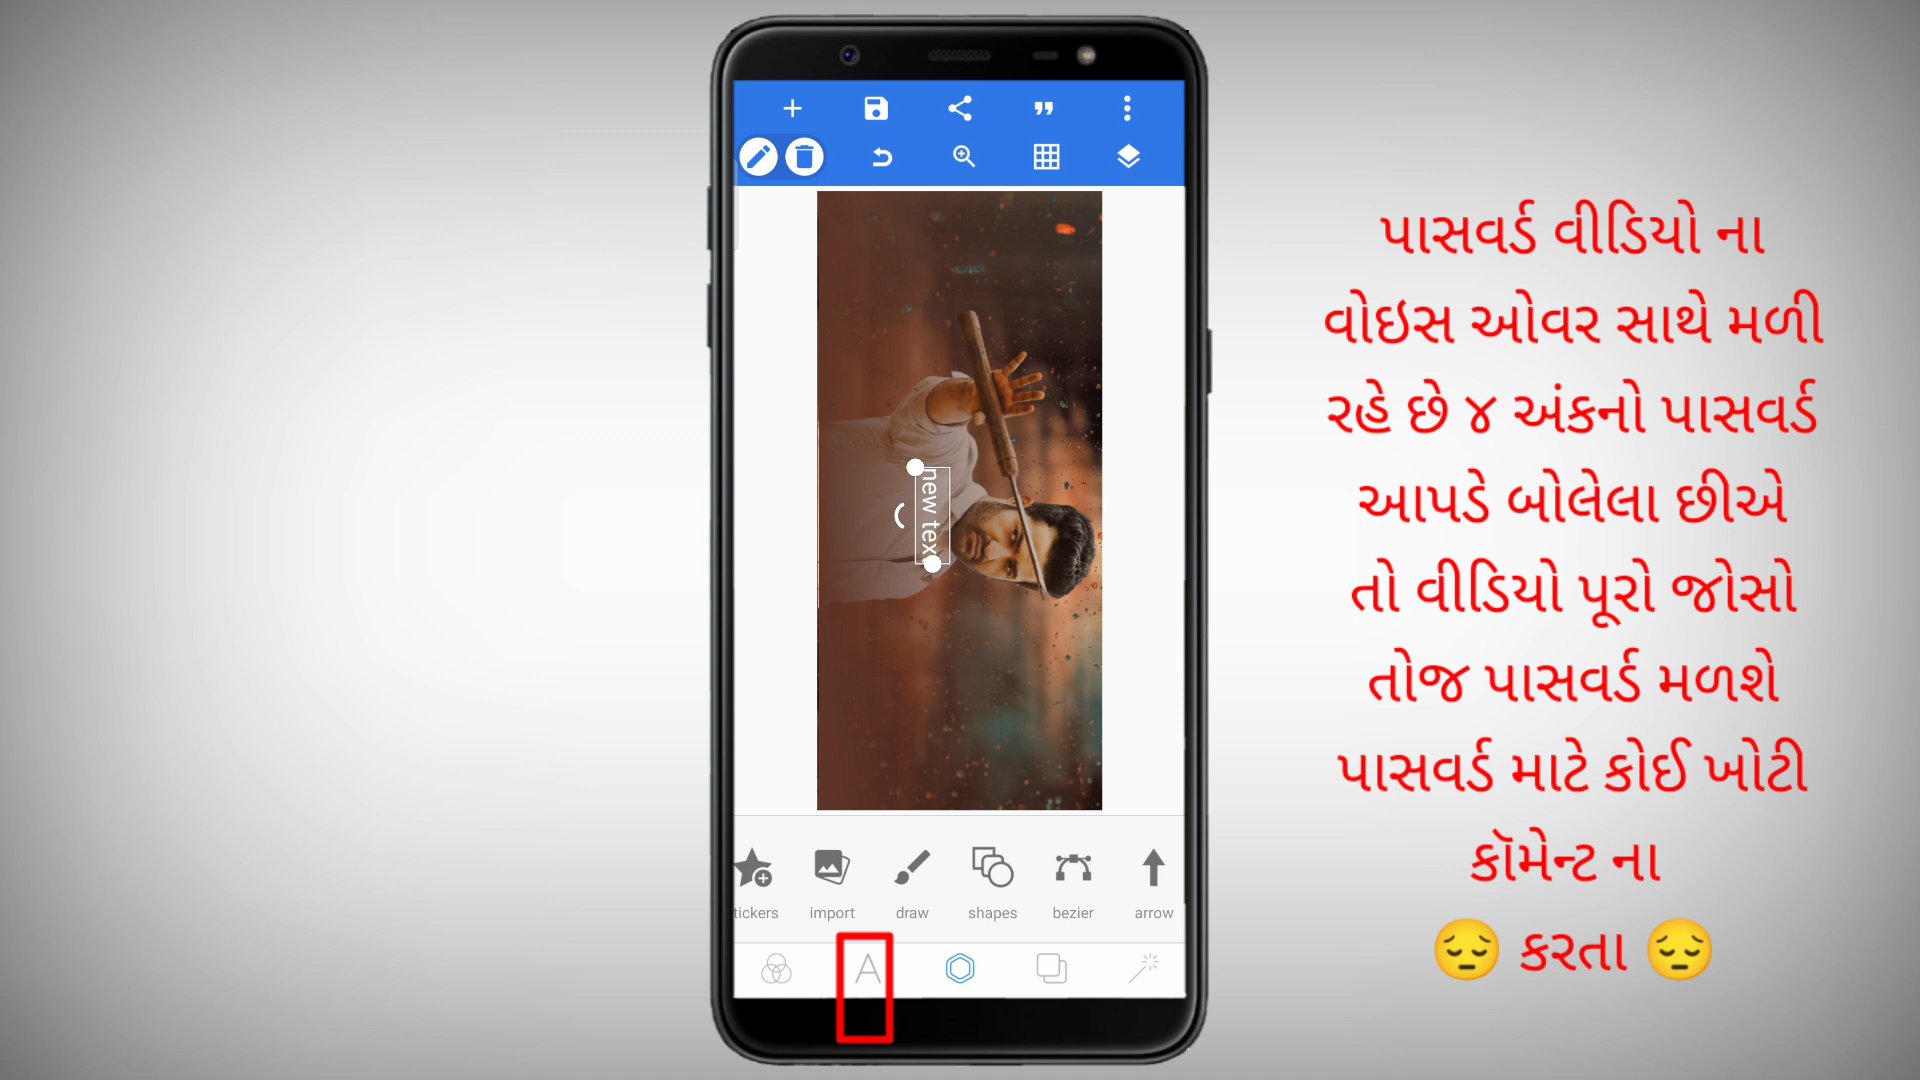 new tex
tickers
import
draw
shapes
bezier
arrow
પાસવર્ડ વીડિયો ના
વોઇસ ઓવર સાથે મળી
રહે છે ૪ અંકનો પાસવર્ડ
આપડે બોલેલા છીએ
તો વીડિયો પૂરો જોસો
તોજ પાસવર્ડ મળશે
પાસવર્ડ માટે કોઈ ખોટી
કૉમેન્ટ ના
😔 કરતા 😔